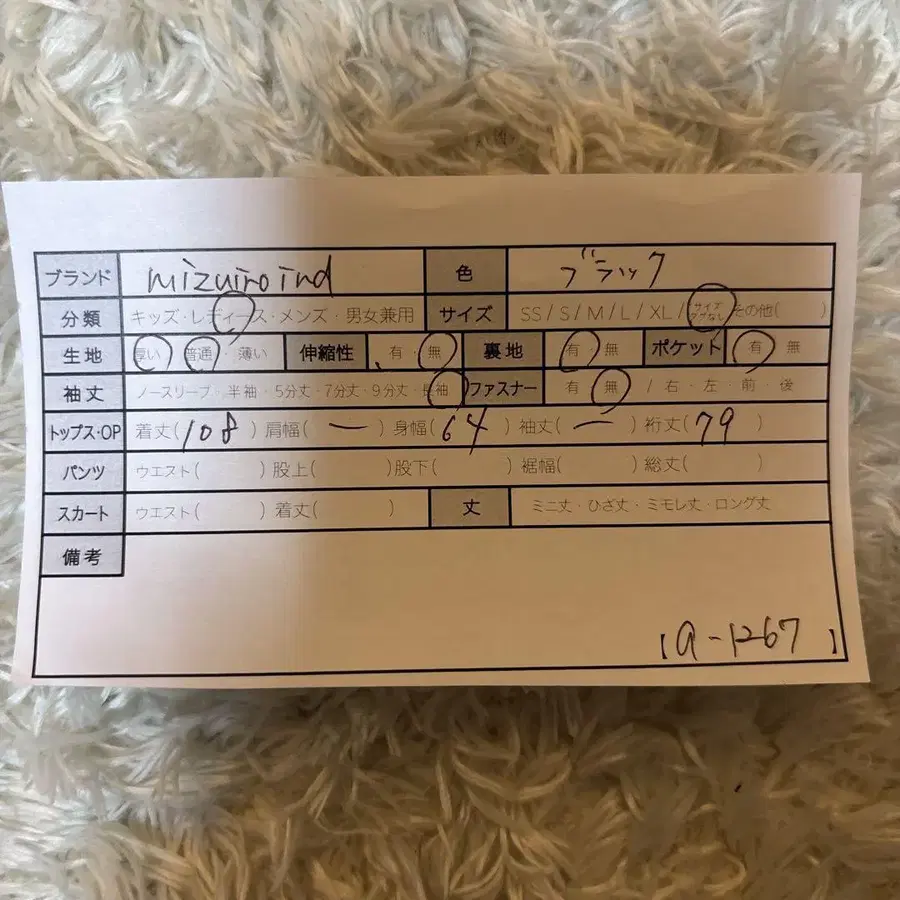 ブランド mizuiro ind 色 ブラック
分類 キッズ・レディース・メンズ・男女兼用 サイズ SS / S / M / L / XL / サイズタグなし その他( )
生地 厚い・普通・薄い 伸縮性 有・無 裏地 有・無 ポケット 有・無
袖丈 ノースリーブ・半袖・5分丈・7分丈・9分丈・長袖 ファスナー 有・無 / 右・左・前・後
トップス・OP 着丈(108) 肩幅(ー) 身幅(64) 袖丈(ー) 裄丈(79)
パンツ ウエスト( ) 股上( ) 股下( ) 裾幅( ) 総丈( )
スカート ウエスト( ) 着丈( ) 丈 ミニ丈・ひざ丈・ミモレ丈・ロング丈
備考
【a-1267】